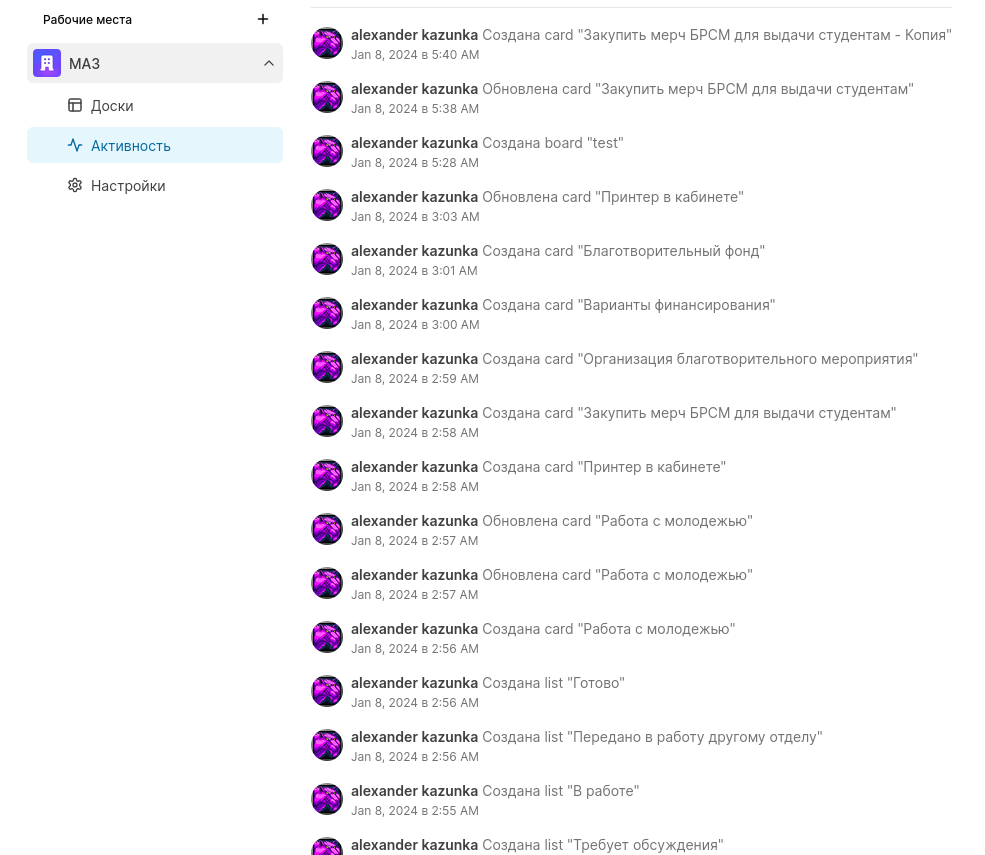 Рабочие места
МАЗ
Доски
Активность
Настройки
alexander kazunka Создана card "Закупить мерч БРСМ для выдачи студентам - Копия"
Jan 8, 2024 в 5:40 AM
alexander kazunka Обновлена card "Закупить мерч БРСМ для выдачи студентам"
Jan 8, 2024 в 5:38 AM
alexander kazunka Создана board "test"
Jan 8, 2024 в 5:28 AM
alexander kazunka Обновлена card "Принтер в кабинете"
Jan 8, 2024 в 3:03 AM
alexander kazunka Создана card "Благотворительный фонд"
Jan 8, 2024 в 3:01 AM
alexander kazunka Создана card "Варианты финансирования"
Jan 8, 2024 в 3:00 AM
alexander kazunka Создана card "Организация благотворительного мероприятия"
Jan 8, 2024 в 2:59 AM
alexander kazunka Создана card "Закупить мерч БРСМ для выдачи студентам"
Jan 8, 2024 в 2:58 AM
alexander kazunka Создана card "Принтер в кабинете"
Jan 8, 2024 в 2:58 AM
alexander kazunka Обновлена card "Работа с молодежью"
Jan 8, 2024 в 2:57 AM
alexander kazunka Обновлена card "Работа с молодежью"
Jan 8, 2024 в 2:57 AM
alexander kazunka Создана card "Работа с молодежью"
Jan 8, 2024 в 2:56 AM
alexander kazunka Создана list "Готово"
Jan 8, 2024 в 2:56 AM
alexander kazunka Создана list "Передано в работу другому отделу"
Jan 8, 2024 в 2:56 AM
alexander kazunka Создана list "В работе"
Jan 8, 2024 в 2:55 AM
alexander kazunka Создана list "Требует обсуждения"